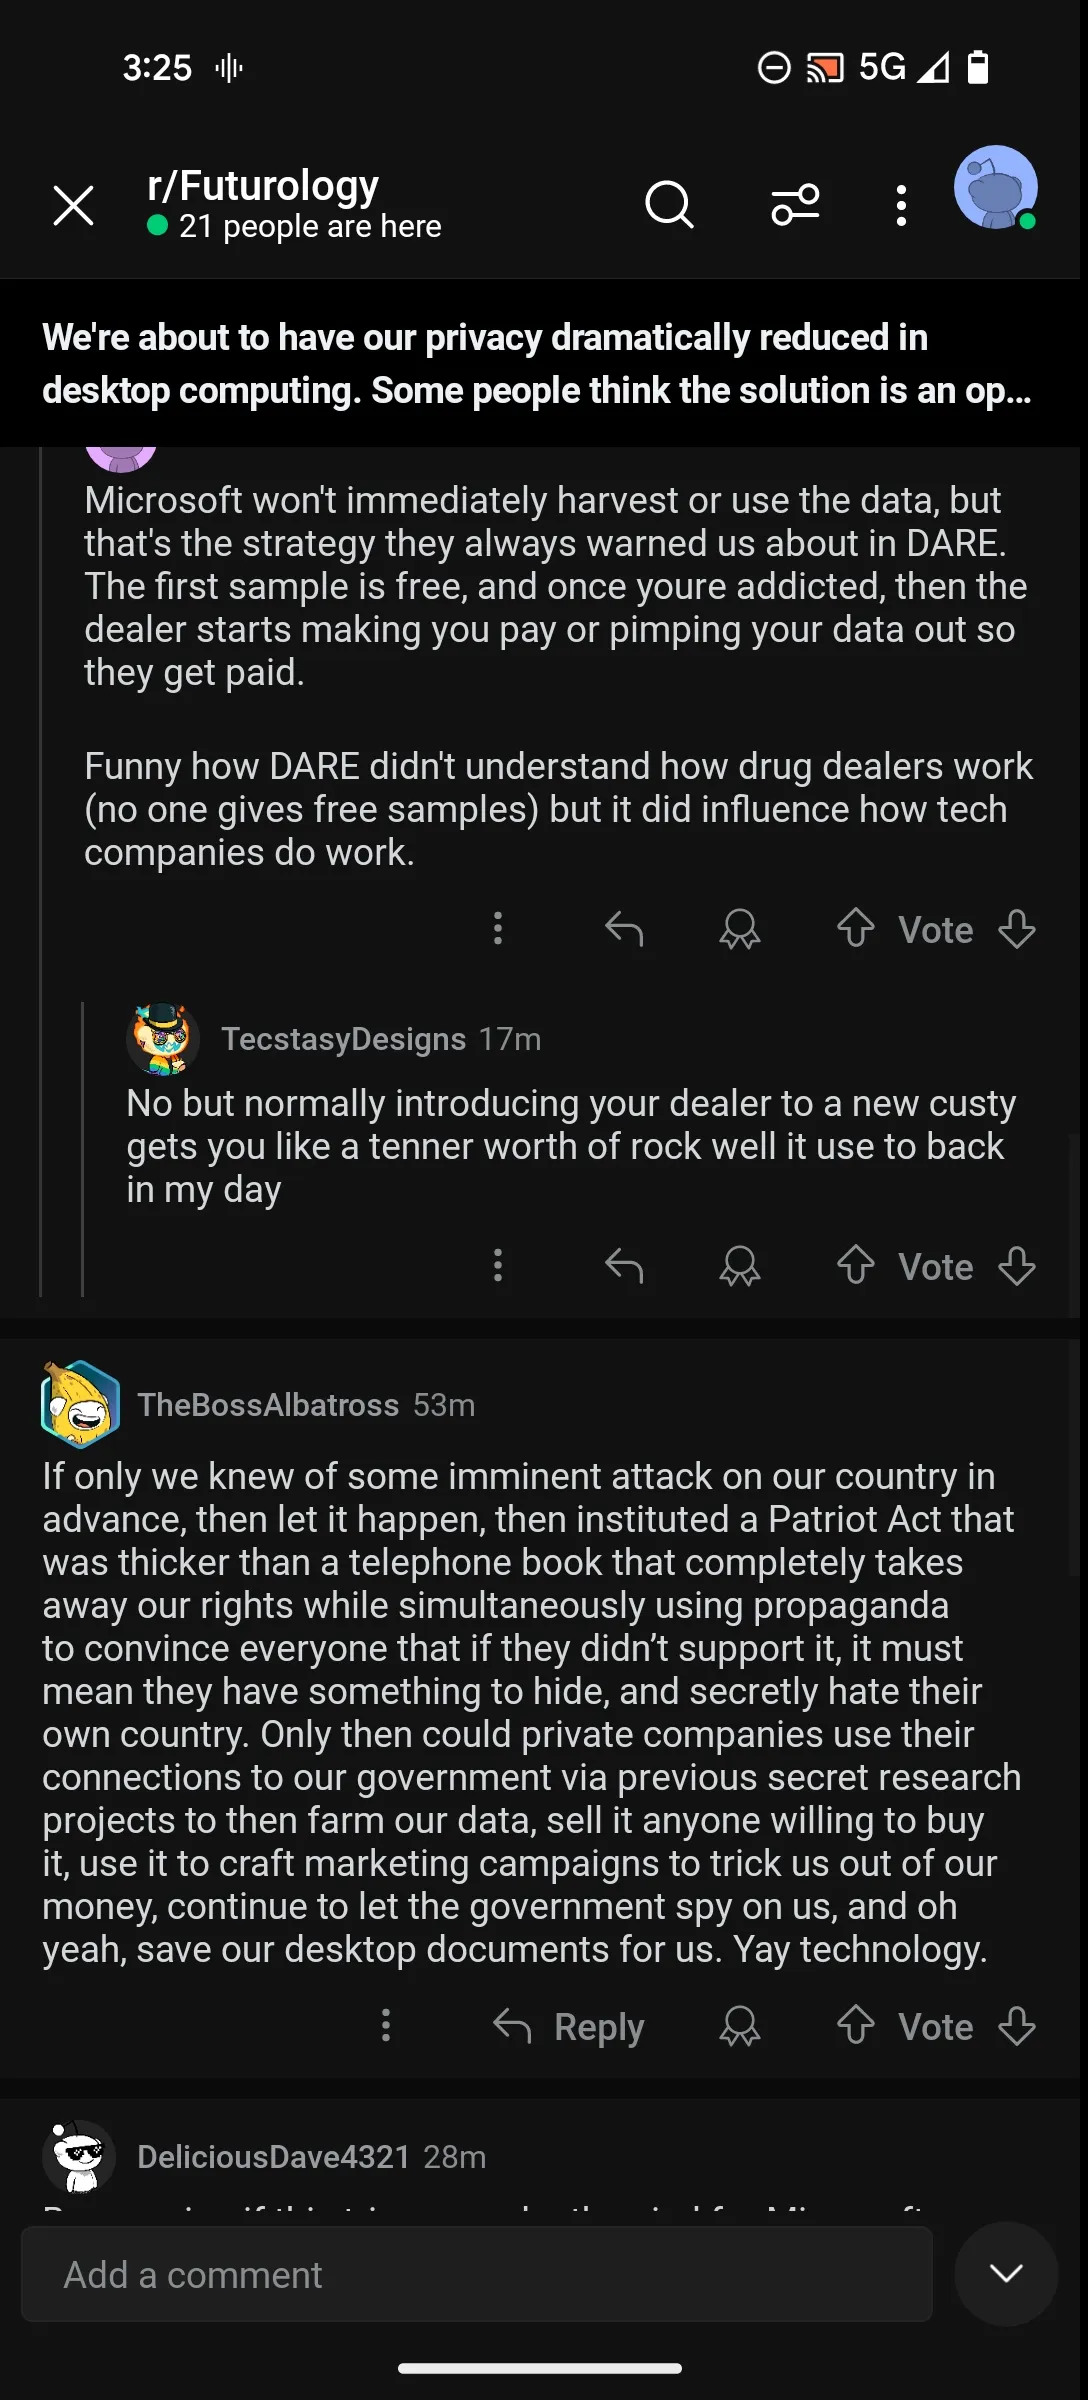 3:25
5G
r/Futurology
21 people are here
We're about to have our privacy dramatically reduced in
desktop computing. Some people think the solution is an op...
Microsoft won't immediately harvest or use the data, but
that's the strategy they always warned us about in DARE.
The first sample is free, and once youre addicted, then the
dealer starts making you pay or pimping your data out so
they get paid.
Funny how DARE didn't understand how drug dealers work
(no one gives free samples) but it did influence how tech
companies do work.
Vote
TecstasyDesigns 17m
No but normally introducing your dealer to a new custy
gets you like a tenner worth of rock well it use to back
in my day
Vote
TheBossAlbatross 53m
If only we knew of some imminent attack on our country in
advance, then let it happen, then instituted a Patriot Act that
was thicker than a telephone book that completely takes
away our rights while simultaneously using propaganda
to convince everyone that if they didn’t support it, it must
mean they have something to hide, and secretly hate their
own country. Only then could private companies use their
connections to our government via previous secret research
projects to then farm our data, sell it anyone willing to buy
it, use it to craft marketing campaigns to trick us out of our
money, continue to let the government spy on us, and oh
yeah, save our desktop documents for us. Yay technology.
Reply Vote
DeliciousDave4321 28m
Add a comment